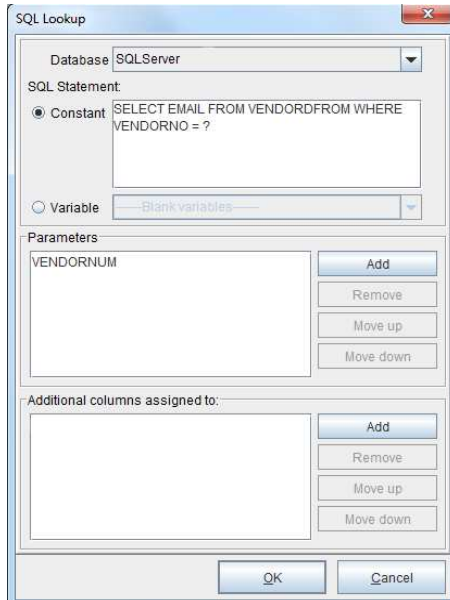 SQL Lookup
Database SQLServer
SQL Statement:
Constant SELECT EMAIL FROM VENDORDFROM WHERE
VENDORNO = ?
Variable ------Blank variables------
Parameters
VENDORNUM
Add
Remove
Move up
Move down
Additional columns assigned to:
Add
Remove
Move up
Move down
OK Cancel